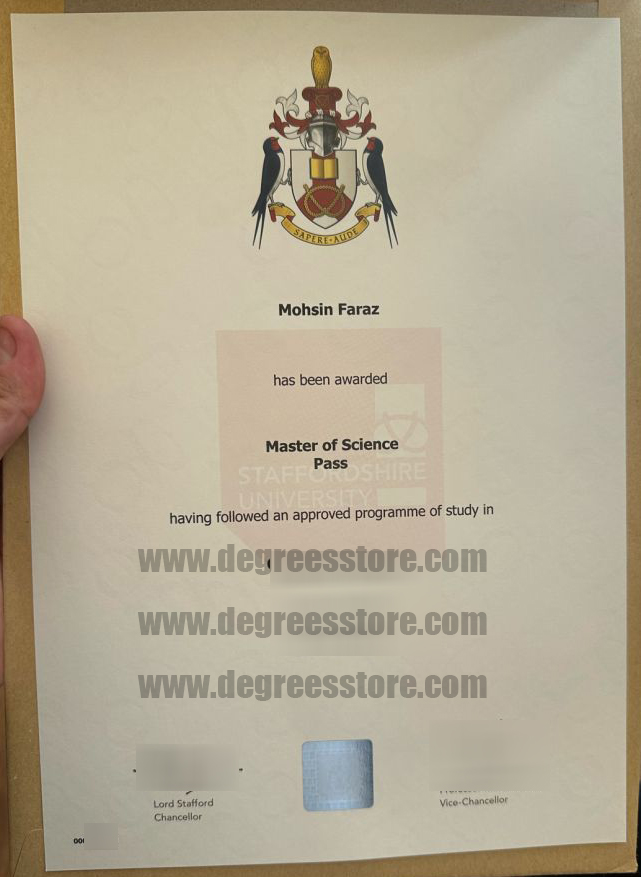 SAPERE·AUDE
Mohsin Faraz
has been awarded
Master of Science
Pass
STAFFORDSHIRE
UNIVERSITY
having followed an approved programme of study in
www.degreesstore.com
www.degreesstore.com
www.degreesstore.com
Lord Stafford
Chancellor
Vice-Chancellor